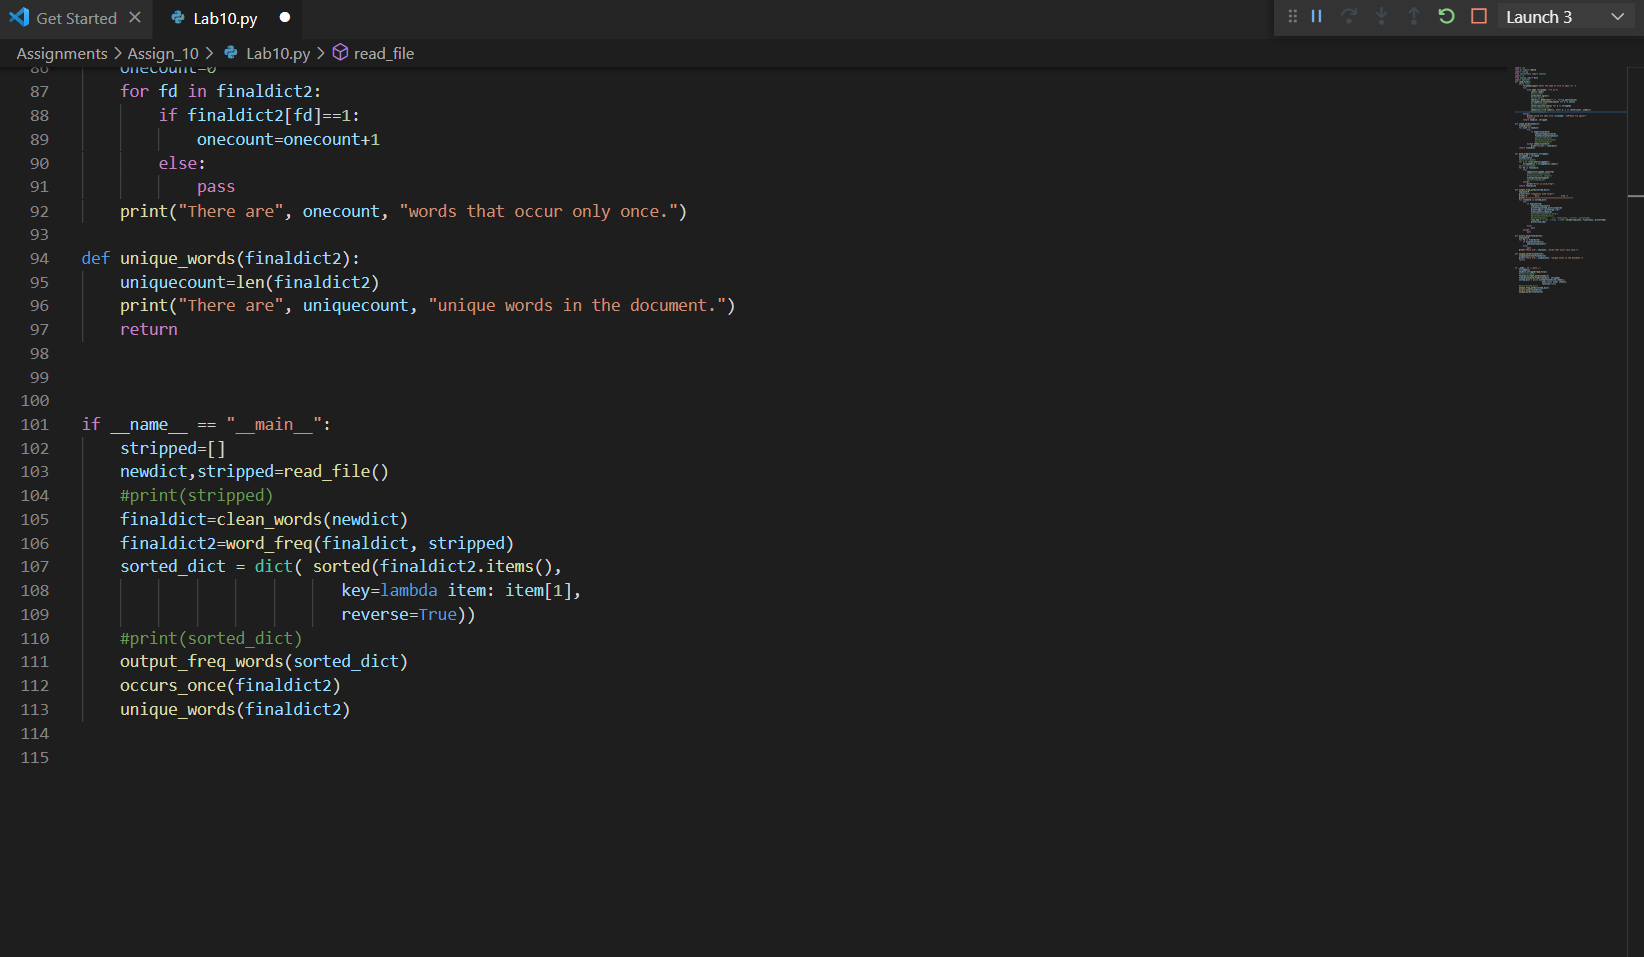 Get Started
Lab10.py
Launch 3
Assignments > Assign_10 > Lab10.py > read_file
86 onecount=0
87 for fd in finaldict2:
88 if finaldict2[fd]==1:
89 onecount=onecount+1
90 else:
91 pass
92 print("There are", onecount, "words that occur only once.")
93
94 def unique_words(finaldict2):
95 uniquecount=len(finaldict2)
96 print("There are", uniquecount, "unique words in the document.")
97 return
98
99
100
101 if __name__ == "__main__":
102 stripped=[]
103 newdict,stripped=read_file()
104 #print(stripped)
105 finaldict=clean_words(newdict)
106 finaldict2=word_freq(finaldict, stripped)
107 sorted_dict = dict( sorted(finaldict2.items(),
108 key=lambda item: item[1],
109 reverse=True))
110 #print(sorted_dict)
111 output_freq_words(sorted_dict)
112 occurs_once(finaldict2)
113 unique_words(finaldict2)
114
115